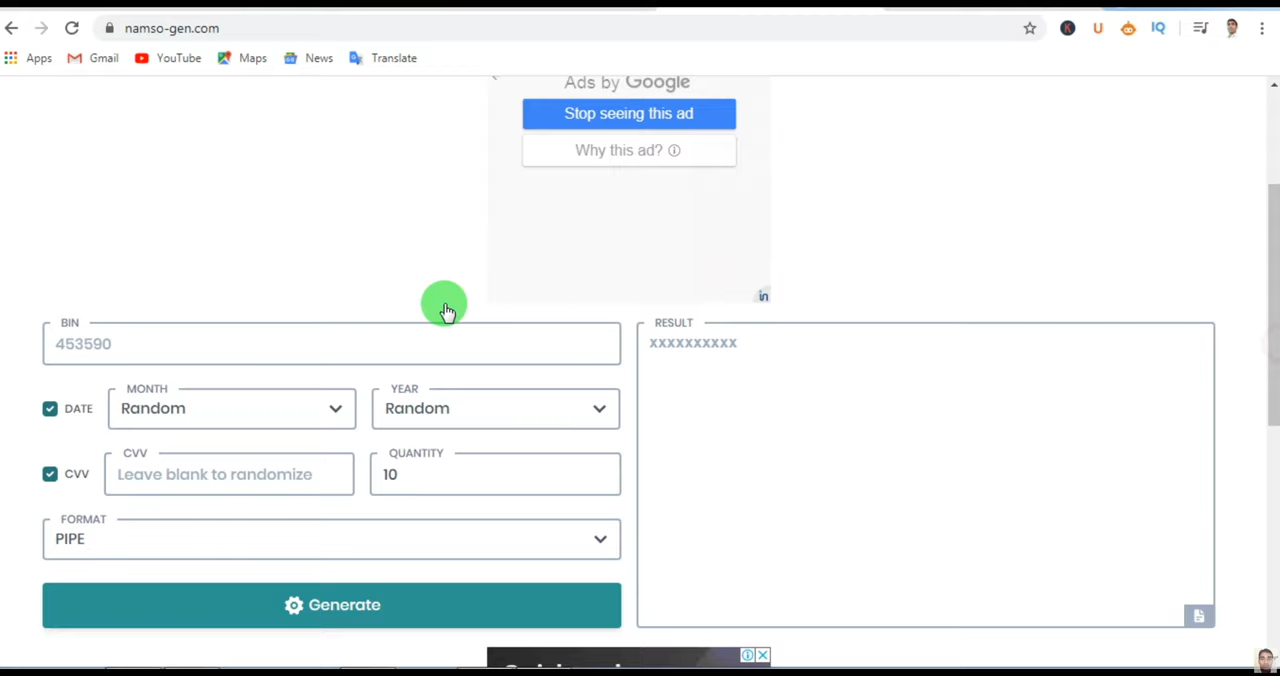 namso-gen.com
K U IQ
Apps Gmail YouTube Maps News Translate
Ads by Google
Stop seeing this ad
Why this ad?
in
BIN
453590
RESULT
xxxxxxxxxx
DATE
MONTH
Random
YEAR
Random
CVV
CVV
Leave blank to randomize
QUANTITY
10
FORMAT
PIPE
Generate